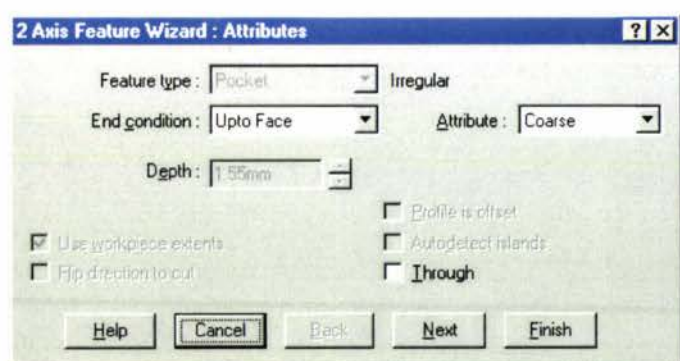 2 Axis Feature Wizard : Attributes ? ×
Feature type : Pocket Irregular
End condition : Upto Face Attribute : Coarse
Depth : 1.55mm
Profile is offset
Use workpiece extents Autodetect islands
Flip direction to cut Through
Help Cancel Back Next Finish